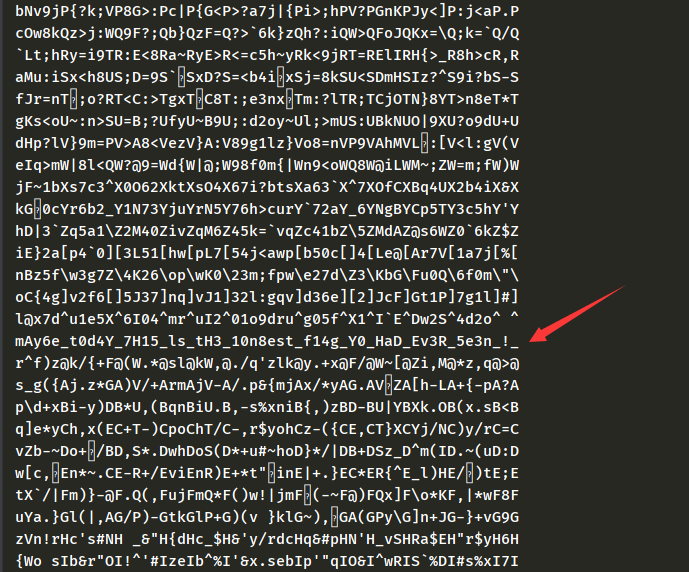 bNv9jP{?k;VP8G>:Pc|P{G<P}?a7j|{Pi>;hPV?PGnKPJy<]P:j<aP.P
cOw8kQz>j:WQ9F?;Qb}QzF=Q?>`6k}zQh?:iQW>QFoJQKx=\Q;k=`Q/Q
`Lt;hRy=i9TR:E<8Ra~RyE>R<=c5h~yRk<9jRT=RElIRH{>_R8h>cR,R
aMu:iSx<h8US;D=9S`�SxD?S=<b4i�xSj=8kSU<SDmHSIz?^S9i?bS-S
fJr=nT�;o?RT<C:>TgxT�C8T:;e3nx�Tm:?lTR;TCjOTN}8YT>n8eT*T
gKs<oU~:n>SU=B;?UfyU~B9U;:d2oy~Ul;>mUS:UBkNUO|9XU?o9dU+U
dHp?lV}9m=PV>A8<VezV}A:V89g1lz}Vo8=nVP9VAhMVL�:[V<l:gV(V
eIq>mW|8l<QW?@9=Wd{W|@;W98f0m{|Wn9<oWQ8W@iLWM~;ZW=m;fW)W
jF~1bXs7c3^X0O62XktXsO4X67i?btsXa63`X^7XOfCXBq4UX2b4iX&X
kG�0cYr6b2_Y1N73YjuYrN5Y76h>curY`72aY_6YNgBYCp5TY3c5hY'Y
hD|3`Zq5a1\Z2M40ZivZqM6Z45k=`vqZc41bZ\5ZMdAZ@s6WZ0`6kZ$Z
iE}2a[p4`0][3L51[hw[pL7[54j<awp[b50c[]4[Le@[Ar7V[1a7j[%[
nBz5f\w3g7Z\4K26\op\wK0\23m;fpw\e27d\Z3\KbG\Fu0Q\6f0m\"\
oC{4g]v2f6[]5J37]nq]vJ1]32l:gqv]d36e][2]JcF]Gt1P]7g1l]#]
l@x7d^u1e5X^6I04^mr^uI2^01o9dru^g05f^X1^I`E^Dw2S^4d2o^ ^
mAy6e_t0d4Y_7H15_ls_tH3_10n8est_f14g_Y0_HaD_Ev3R_5e3n_!_
r^f)z@k/{+F@(W.*@sl@kW,@./q'zlk@y.+x@F/@W~[@Zi,M@*z,q@>@
s_g({Aj.z*GA)V/+ArmAjV-A/.p&{mjAx/*yAG.AV�ZA[h-LA+{-pA?A
p\d+xBi-y)DB*U,(BqnBiU.B,-s%xniB{,)zBD-BU|YBXk.OB(x.sB<B
q]e*yCh,x(EC+T-)CpoChT/C-,r$yohCz-({CE,CT}XCYj/NC)y/rC=C
vZb-~Do+�/BD,S*.DwhDoS(D*+u#~hoD}*/|DB+DSz_D^m(ID.~(uD:D
w[c,�En*~.CE-R+/EviEnR)E+*t"�inE|+.}EC*ER{^E_l)HE/�)tE;E
tX`/|Fm)}-@F.Q(,FujFmQ*F()w!|jmF�(-~F@)FQx]F\o*KF,|*wF8F
uYa.}Gl(|,AG/P)-GtkGlP+G)(v }klG~),�GA(GPy\G]n+JG-}+vG9G
zVn!rHc's#NH _&"H{dHc_$H&'y/rdcHq&#pHN'H_vSHRa$EH"r$yH6H
{Wo sIb&r"OI!^'#IzeIb^%I'&x.sebIp'"qIO&I^wRIS`%DI#s%xI7I